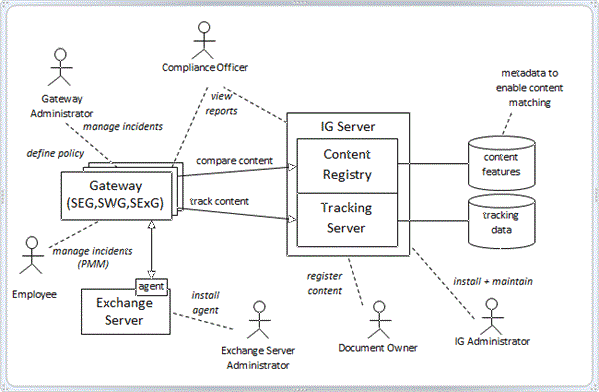 Compliance Officer
metadata to
enable content
matching
Gateway
Administrator
view
reports
manage incidents
IG Server
define policy
compare content
Content
Registry
content
features
Gateway
(SEG,SWG,SExG)
track content
Tracking
Server
tracking
data
manage incidents
(PMM)
Employee
agent
Exchange
Server
install
agent
register
content
install + maintain
Exchange Server
Administrator
Document Owner
IG Administrator